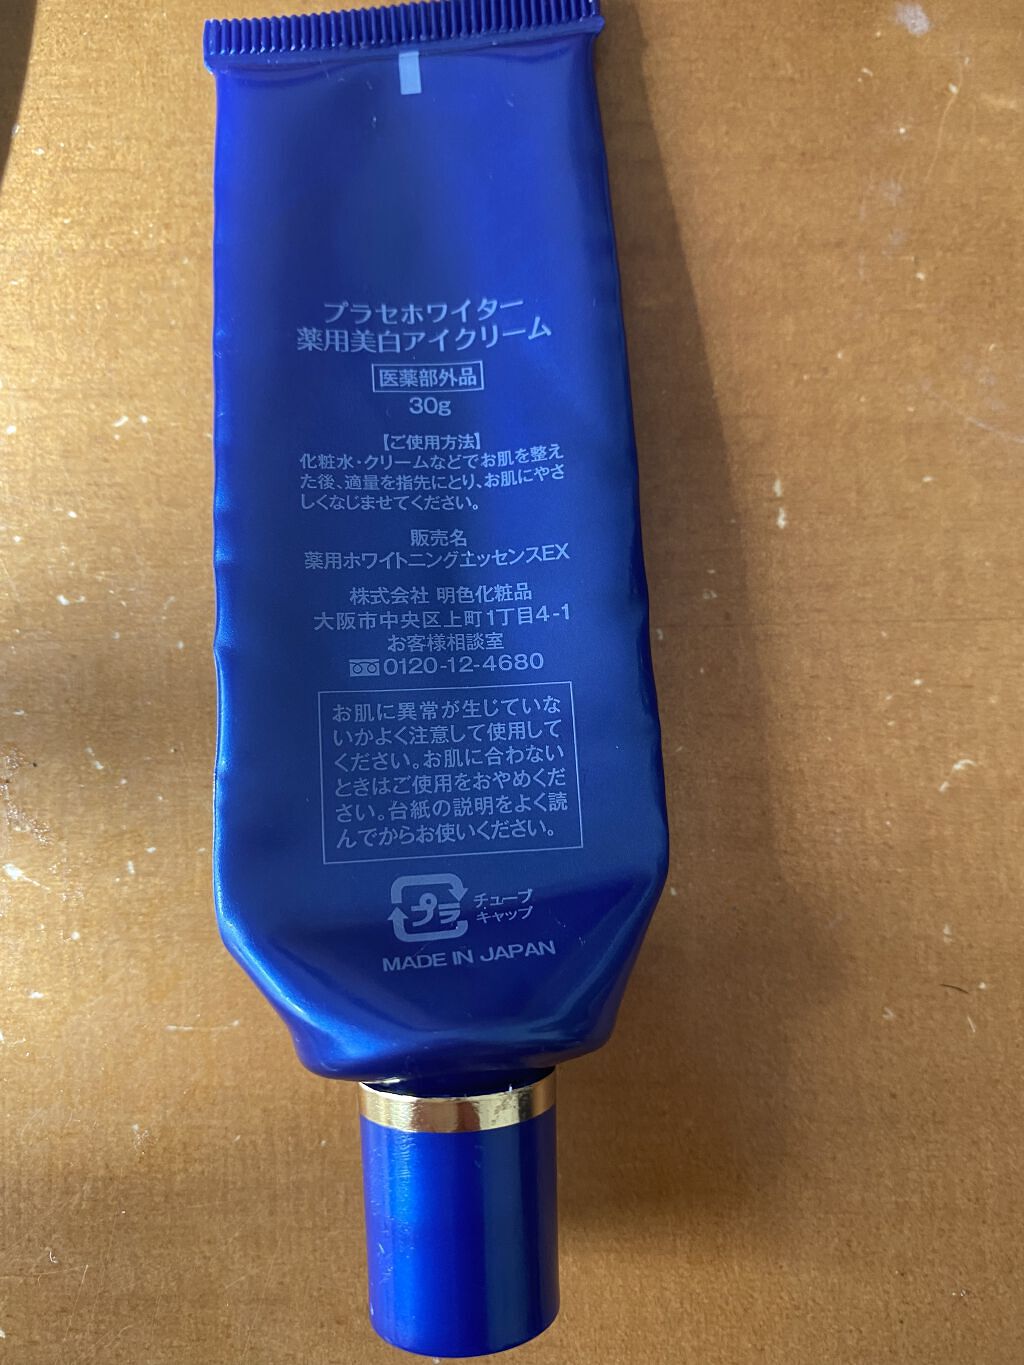 プラセホワイター
薬用美白アイクリーム
医薬部外品
30g
【ご使用方法】
化粧水・クリームなどでお肌を整え
た後、適量を指先にとり、お肌にやさ
しくなじませてください。
販売名
薬用ホワイトニングエッセンスEX
株式会社 明色化粧品
大阪市中央区上町1丁目4-1
お客様相談室
0120-12-4680
お肌に異常が生じていな
いかよく注意して使用して
ください。お肌に合わない
ときはご使用をおやめくだ
さい。台紙の説明をよく読
んでからお使いください。
プラ
チューブ
キャップ
MADE IN JAPAN